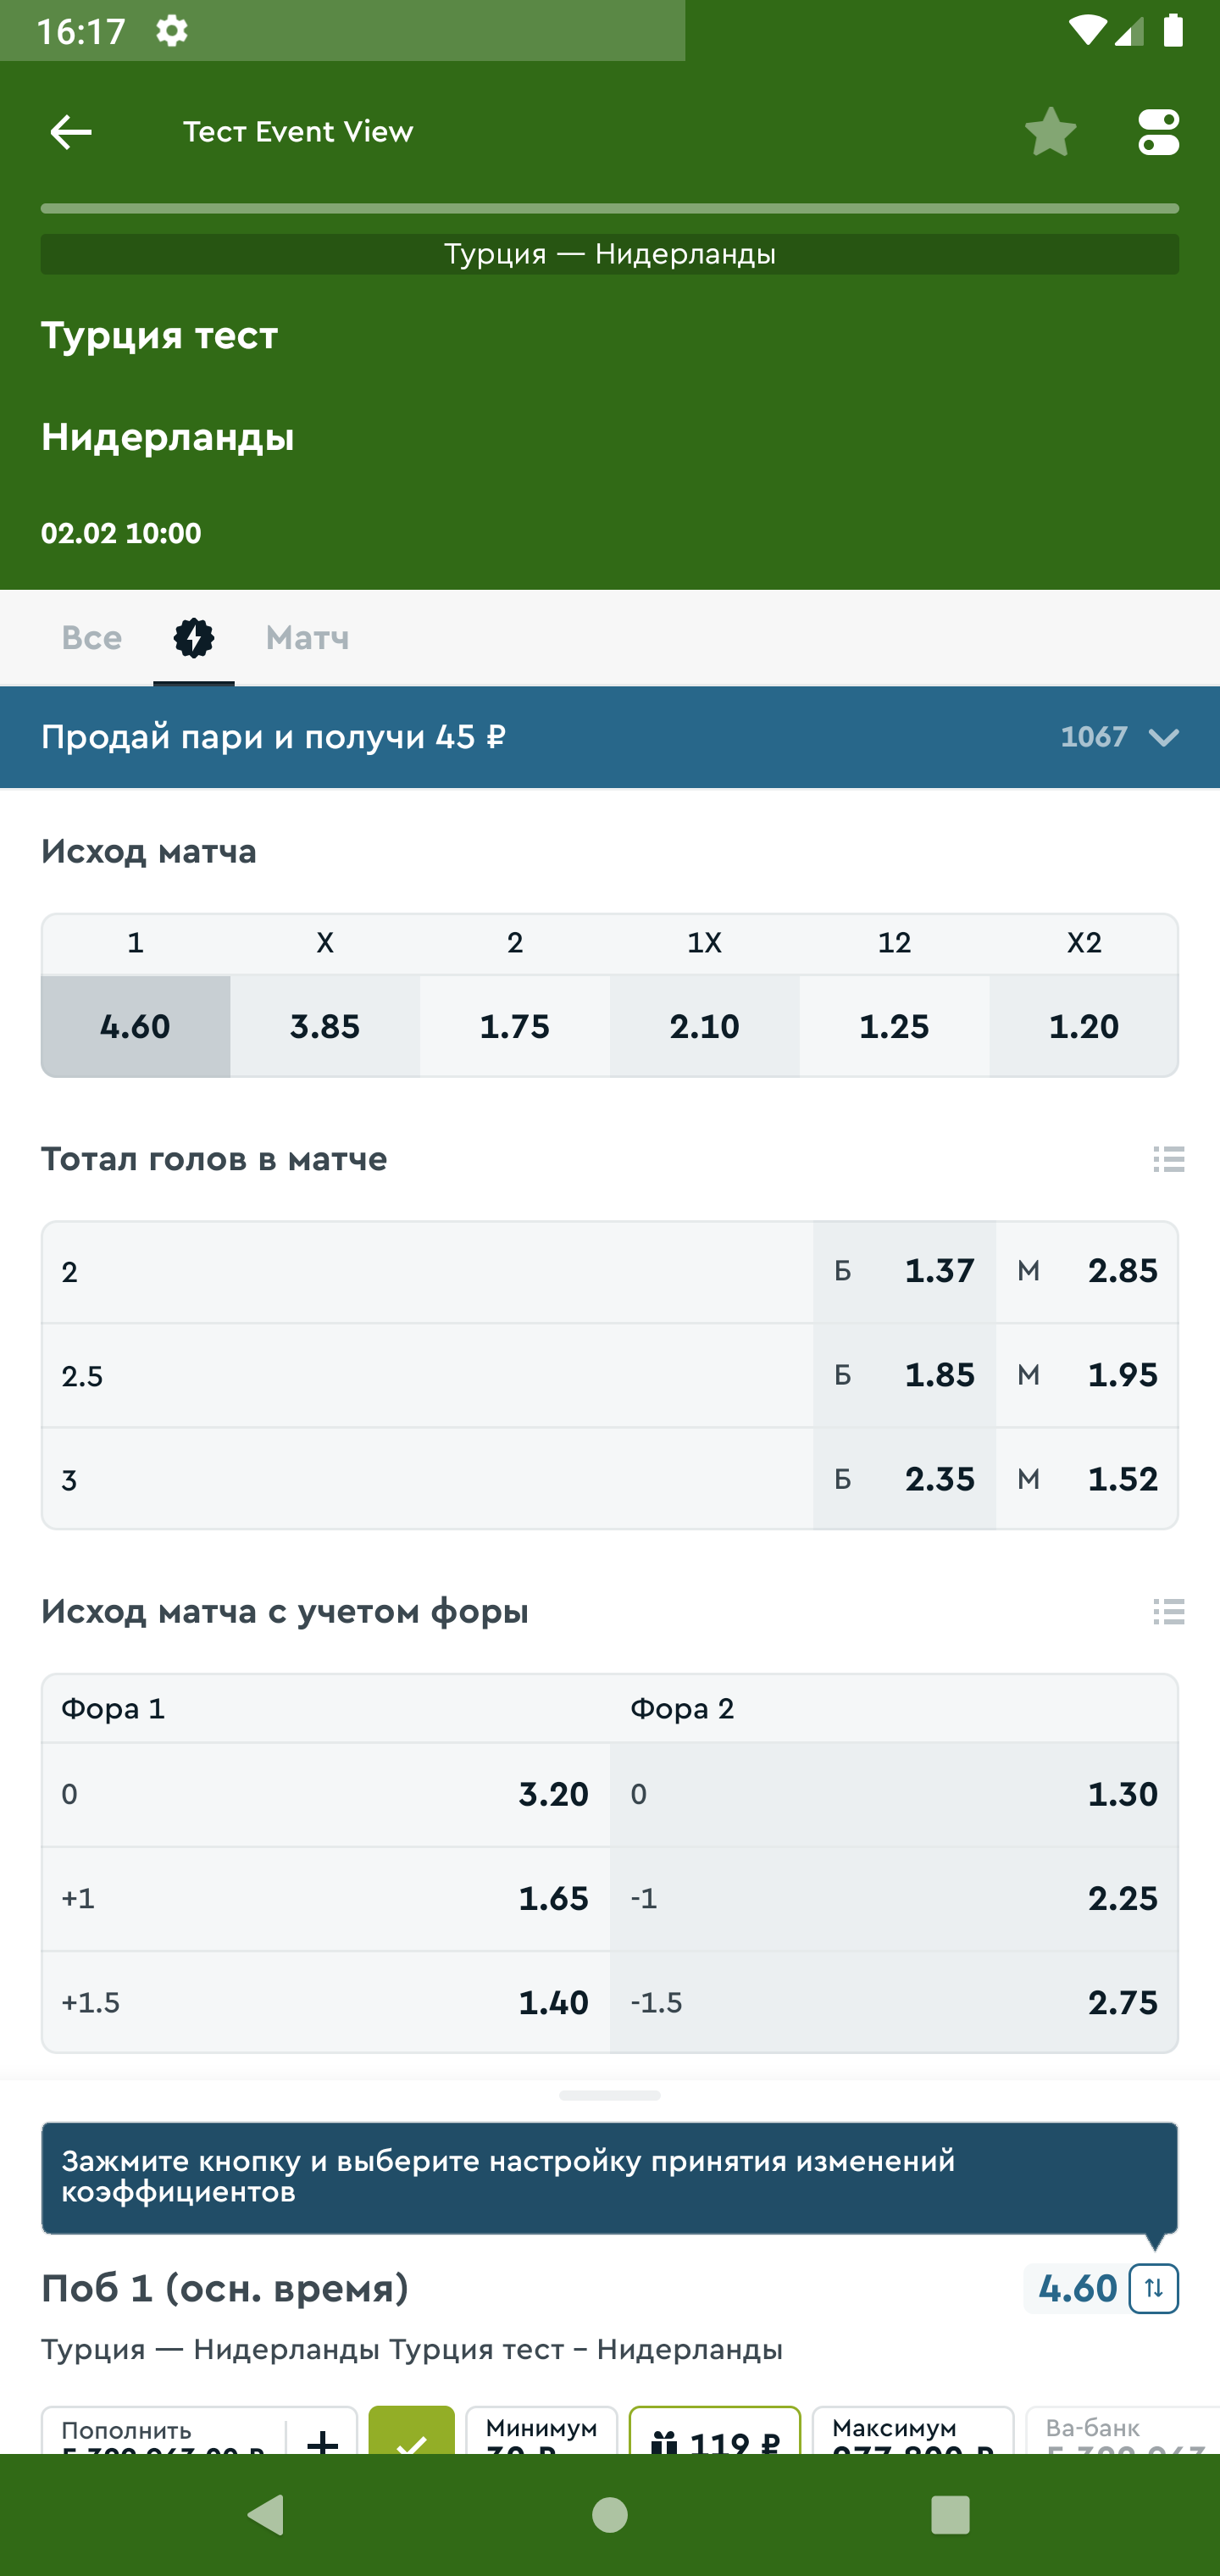 16:17
Тест Event View
Турция — Нидерланды
Турция тест
Нидерланды
02.02 10:00
Все Матч
Продай пари и получи 45 ₽ 1067
Исход матча
1 X 2 1X 12 X2
4.60 3.85 1.75 2.10 1.25 1.20
Тотал голов в матче
2 Б 1.37 М 2.85
2.5 Б 1.85 М 1.95
3 Б 2.35 М 1.52
Исход матча с учетом форы
Фора 1 Фора 2
0 3.20 0 1.30
+1 1.65 -1 2.25
+1.5 1.40 -1.5 2.75
Зажмите кнопку и выберите настройку принятия изменений
коэффициентов
Поб 1 (осн. время) 4.60
Турция — Нидерланды Турция тест – Нидерланды
Пополнить Минимум 119 ₽ Максимум Ва-банк